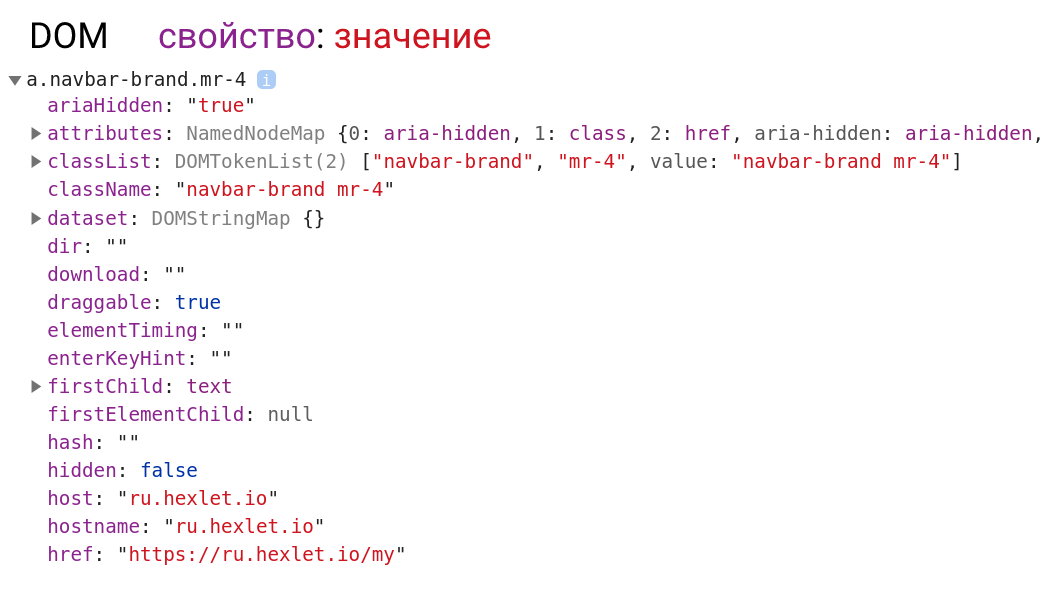 DOM свойство: значение
a.navbar-brand.mr-4 i
ariaHidden: "true"
attributes: NamedNodeMap {0: aria-hidden, 1: class, 2: href, aria-hidden: aria-hidden,
classList: DOMTokenList(2) ["navbar-brand", "mr-4", value: "navbar-brand mr-4"]
className: "navbar-brand mr-4"
dataset: DOMStringMap {}
dir: ""
download: ""
draggable: true
elementTiming: ""
enterKeyHint: ""
firstChild: text
firstElementChild: null
hash: ""
hidden: false
host: "ru.hexlet.io"
hostname: "ru.hexlet.io"
href: "https://ru.hexlet.io/my"